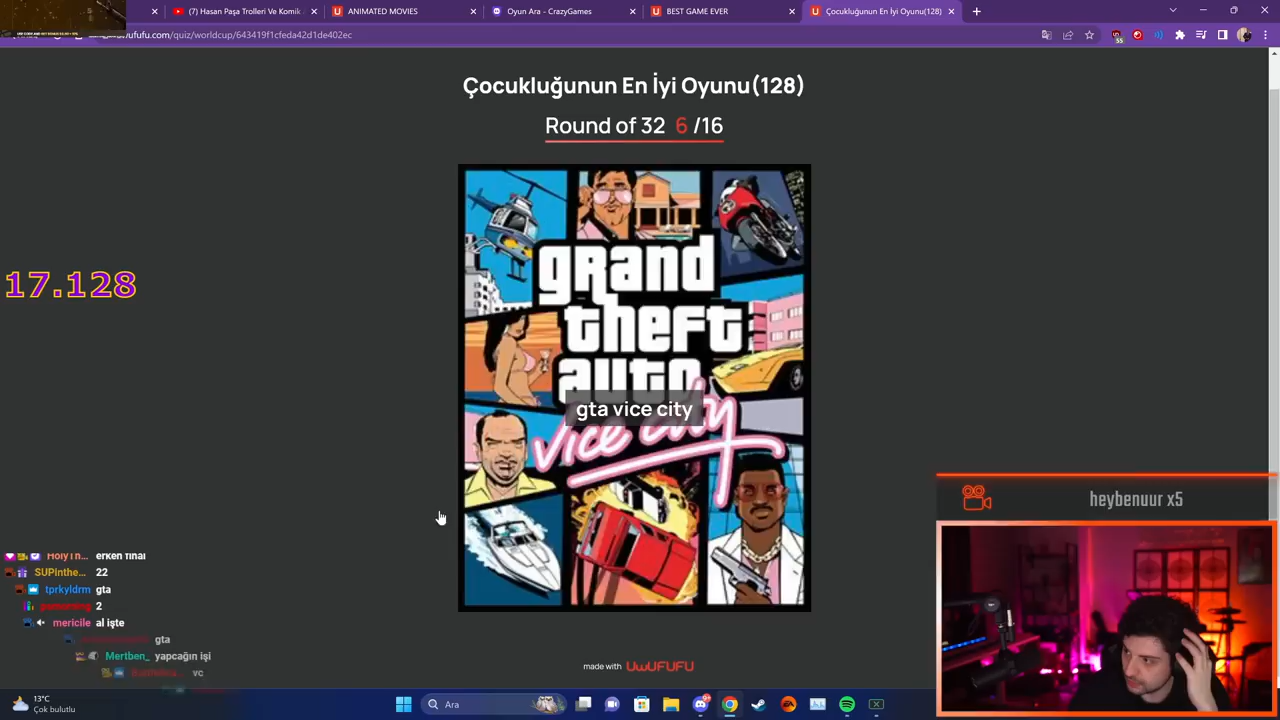 (7) Hasan Paşa Trolleri Ve Komik
ANIMATED MOVIES
Oyun Ara - CrazyGames
BEST GAME EVER
Çocukluğunun En İyi Oyunu(128)
wufufu.com/quiz/worldcup/643419f1cfeda42d1de402ec
55
Çocukluğunun En İyi Oyunu(128)
Round of 32 6 /16
grand
theft
auto
vice city
gta vice city
17.128
heybenuur x5
HolyTn... erken final
SUPinthe... 22
tprkyldrm gta
2
mericile al işte
gta
Mertben_ yapcağın işi
vc
made with UWUFUFU
13°C
Çok bulutlu
Ara